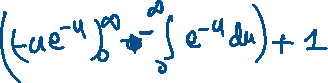 (-ue^{-u}]_0^∞ - ∫_0^∞ e^{-u} du) + 1